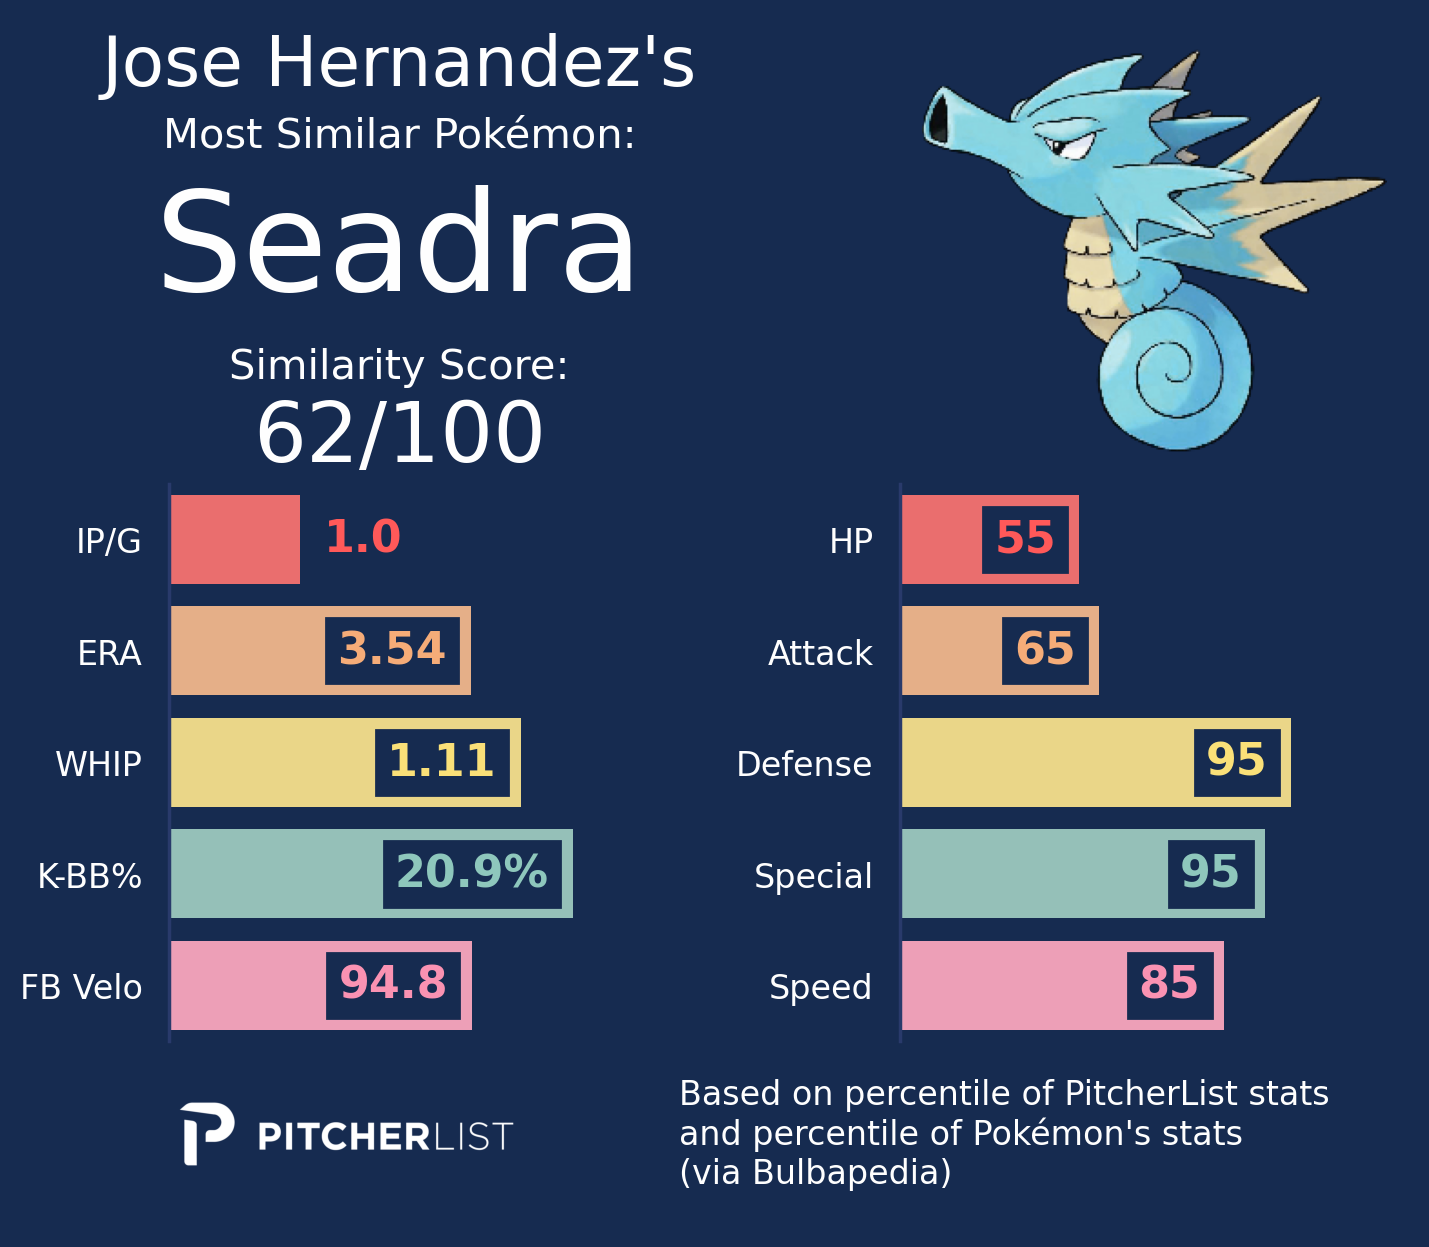 Jose Hernandez's
Most Similar Pokémon:
Seadra
Similarity Score:
62/100
IP/G 1.0
ERA 3.54
WHIP 1.11
K-BB% 20.9%
FB Velo 94.8
HP 55
Attack 65
Defense 95
Special 95
Speed 85
PITCHERLIST
Based on percentile of PitcherList stats
and percentile of Pokémon's stats
(via Bulbapedia)